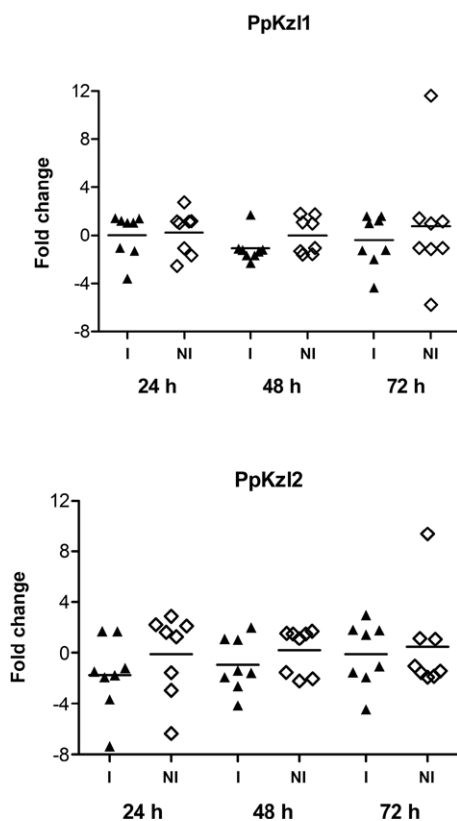 PpKzl1
Fold change
12
8
4
0
-4
-8
I NI I NI I NI
24 h 48 h 72 h
PpKzl2
Fold change
12
8
4
0
-4
-8
I NI I NI I NI
24 h 48 h 72 h